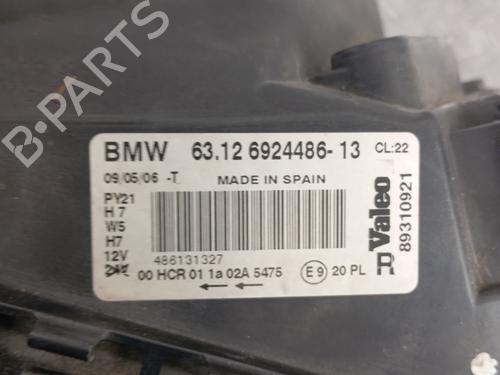 BMW 63.12 6924486-13 CL:22
09/05/06 -T MADE IN SPAIN
PY21
H7
W5
H7
12V 486131327
24V 00 HCR 01 1a 02A 5475 E9 20 PL
Valeo
R
89310921
B-PARTS